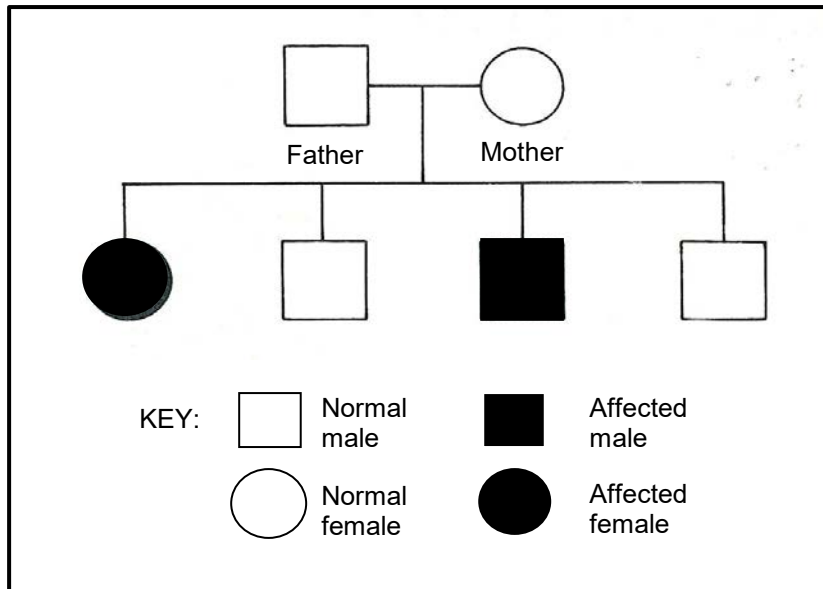 Father
Mother
KEY:
Normal
male
Affected
male
Normal
female
Affected
female